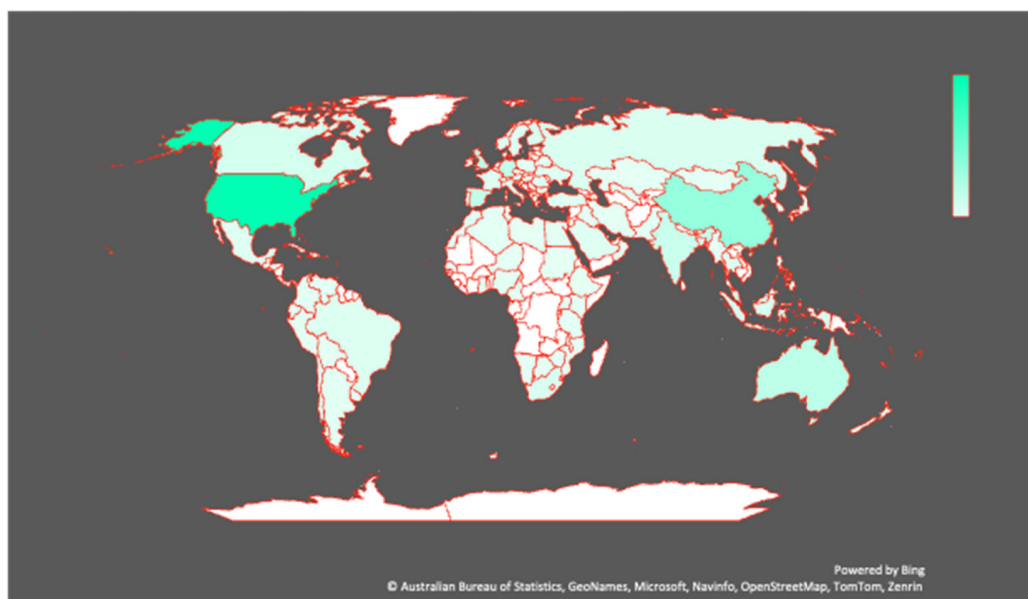 Powered by Bing
© Australian Bureau of Statistics, GeoNames, Microsoft, Navinfo, OpenStreetMap, TomTom, Zenrin